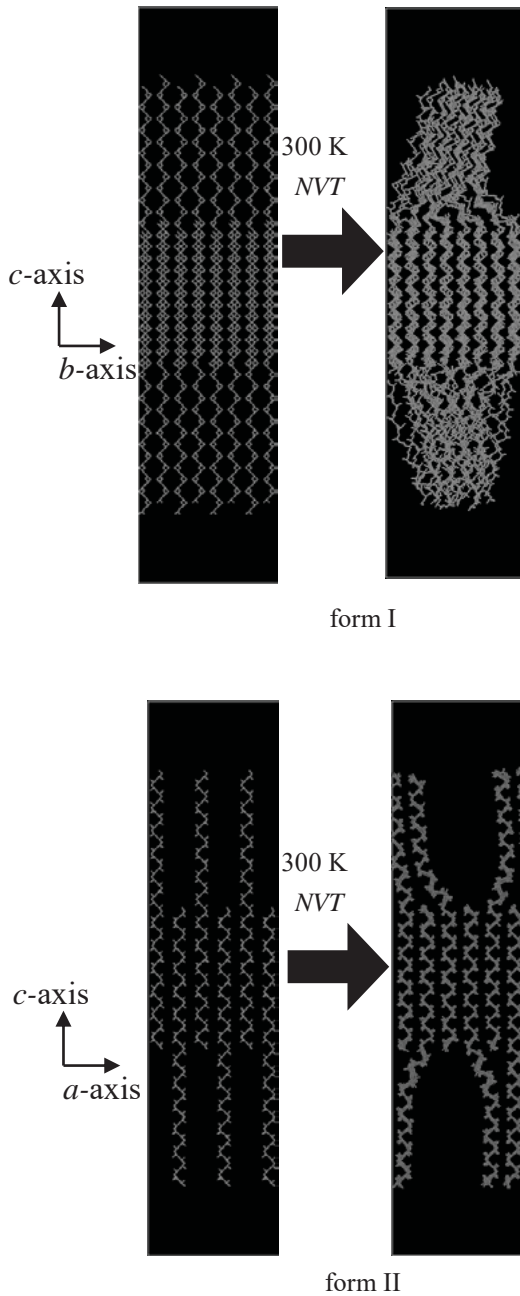 300 K
NVT
c-axis
b-axis
form I
300 K
NVT
c-axis
a-axis
form II